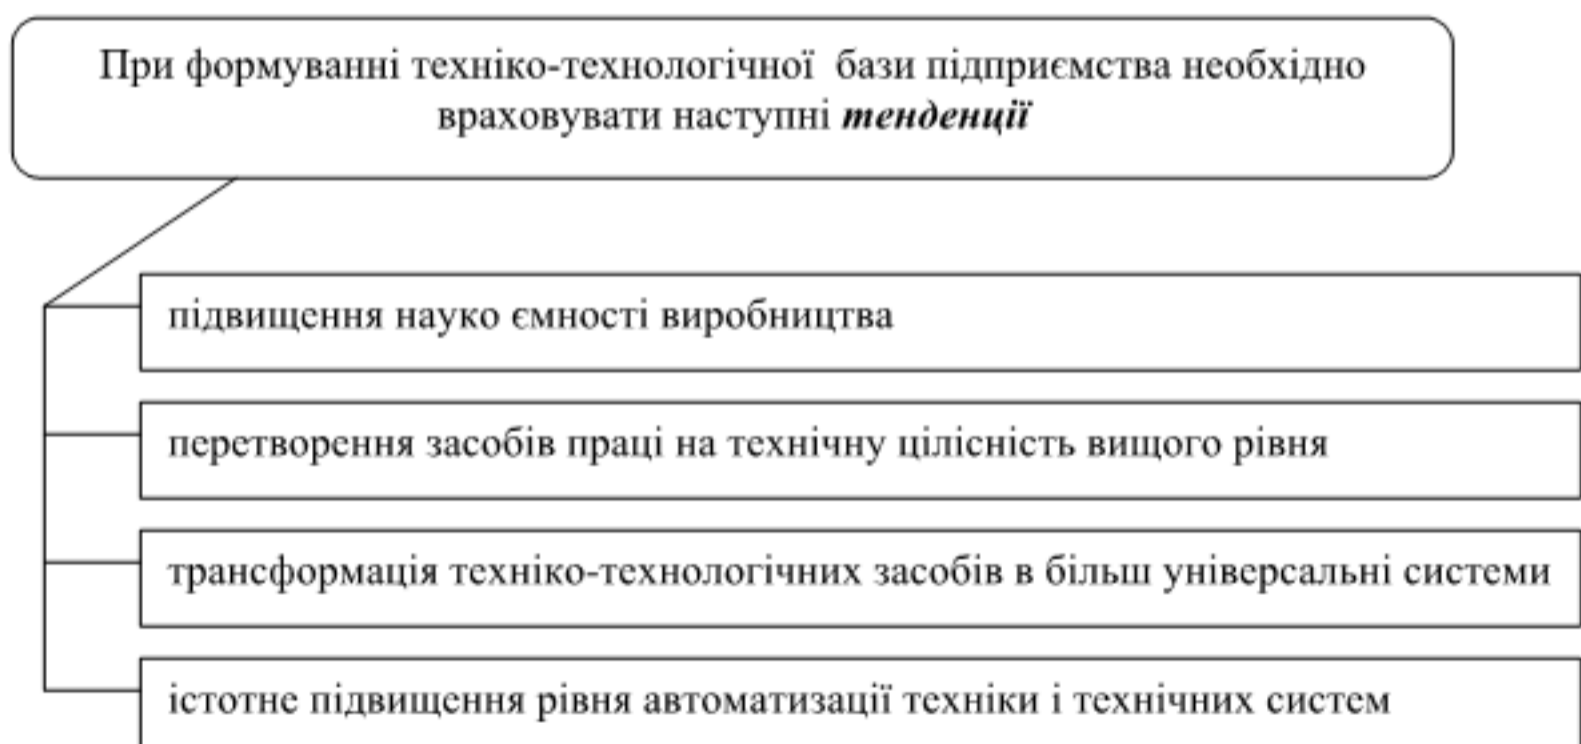 При формуванні техніко-технологічної бази підприємства необхідно
враховувати наступні тенденції
підвищення науко ємності виробництва
перетворення засобів праці на технічну цілісність вищого рівня
трансформація техніко-технологічних засобів в більш універсальні системи
істотне підвищення рівня автоматизації техніки і технічних систем